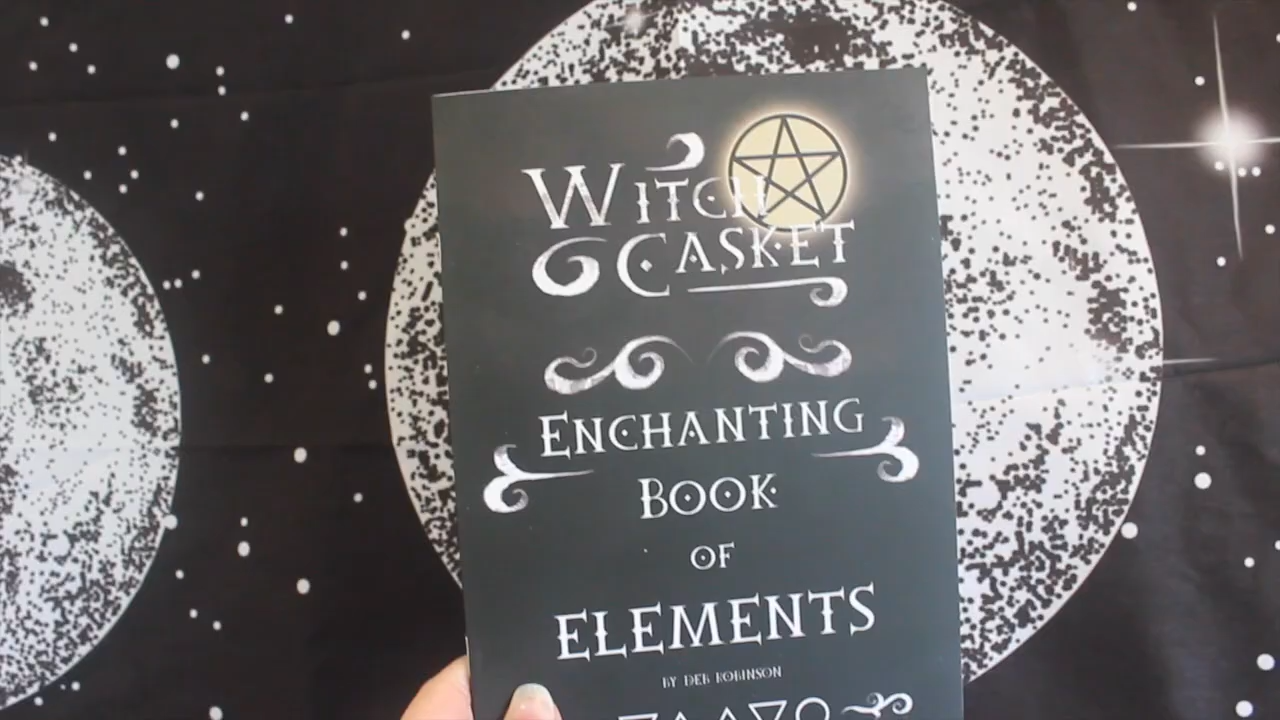 Witch
Casket
Enchanting
Book
of
Elements
by Deb Robinson